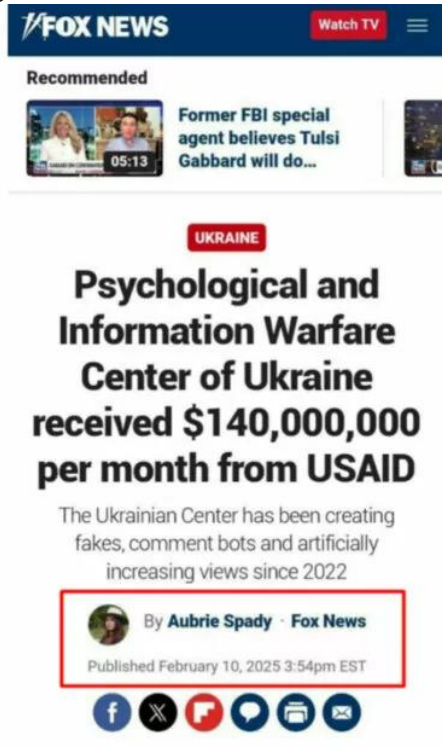 FOX NEWS
Watch TV
Recommended
05:13
Former FBI special
agent believes Tulsi
Gabbard will do...
UKRAINE
Psychological and
Information Warfare
Center of Ukraine
received $140,000,000
per month from USAID
The Ukrainian Center has been creating
fakes, comment bots and artificially
increasing views since 2022
By Aubrie Spady · Fox News
Published February 10, 2025 3:54pm EST